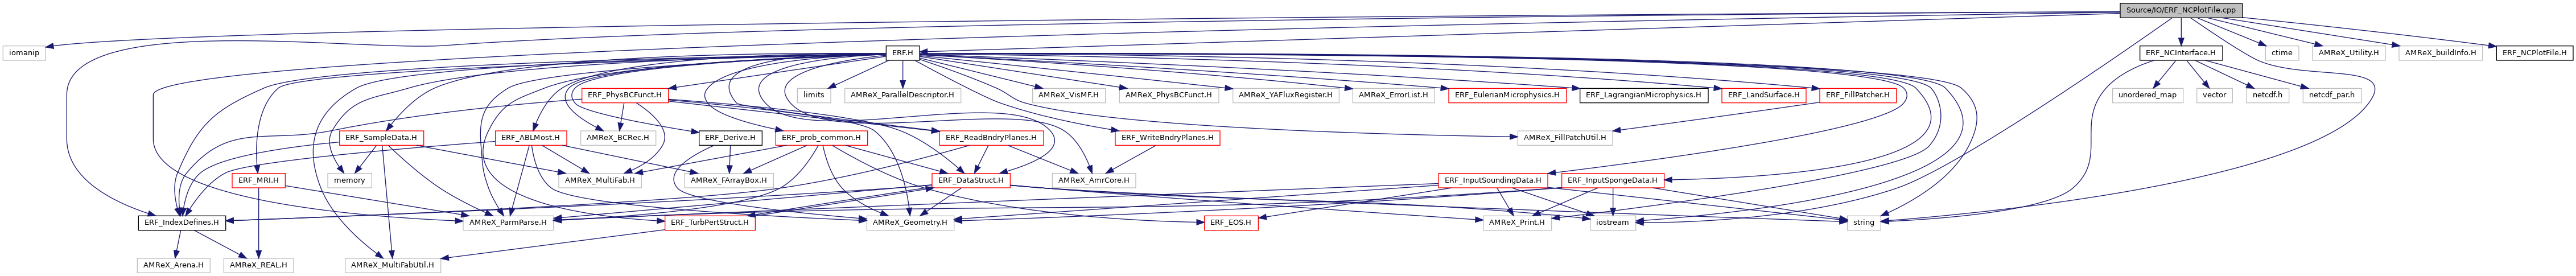 Source/IO/ERF_NCPlotFile.cpp
iomanip
ERF.H
ERF_NCInterface.H
ctime
AMReX_Utility.H
AMReX_buildInfo.H
ERF_NCPlotFile.H
ERF_PhysBCFunct.H
limits
AMReX_ParallelDescriptor.H
AMReX_VisMF.H
AMReX_PhysBCFunct.H
AMReX_YAFluxRegister.H
AMReX_ErrorList.H
ERF_EulerianMicrophysics.H
ERF_LagrangianMicrophysics.H
ERF_LandSurface.H
ERF_FillPatcher.H
unordered_map
vector
netcdf.h
netcdf_par.h
ERF_SampleData.H
ERF_ABLMost.H
AMReX_BCRec.H
ERF_Derive.H
ERF_prob_common.H
ERF_ReadBndryPlanes.H
ERF_WriteBndryPlanes.H
AMReX_FillPatchUtil.H
ERF_MRI.H
memory
AMReX_MultiFab.H
AMReX_FArrayBox.H
ERF_DataStruct.H
AMReX_AmrCore.H
ERF_InputSoundingData.H
ERF_InputSpongeData.H
ERF_IndexDefines.H
AMReX_ParmParse.H
ERF_TurbPertStruct.H
AMReX_Geometry.H
ERF_EOS.H
AMReX_Print.H
iostream
string
AMReX_Arena.H
AMReX_REAL.H
AMReX_MultiFabUtil.H